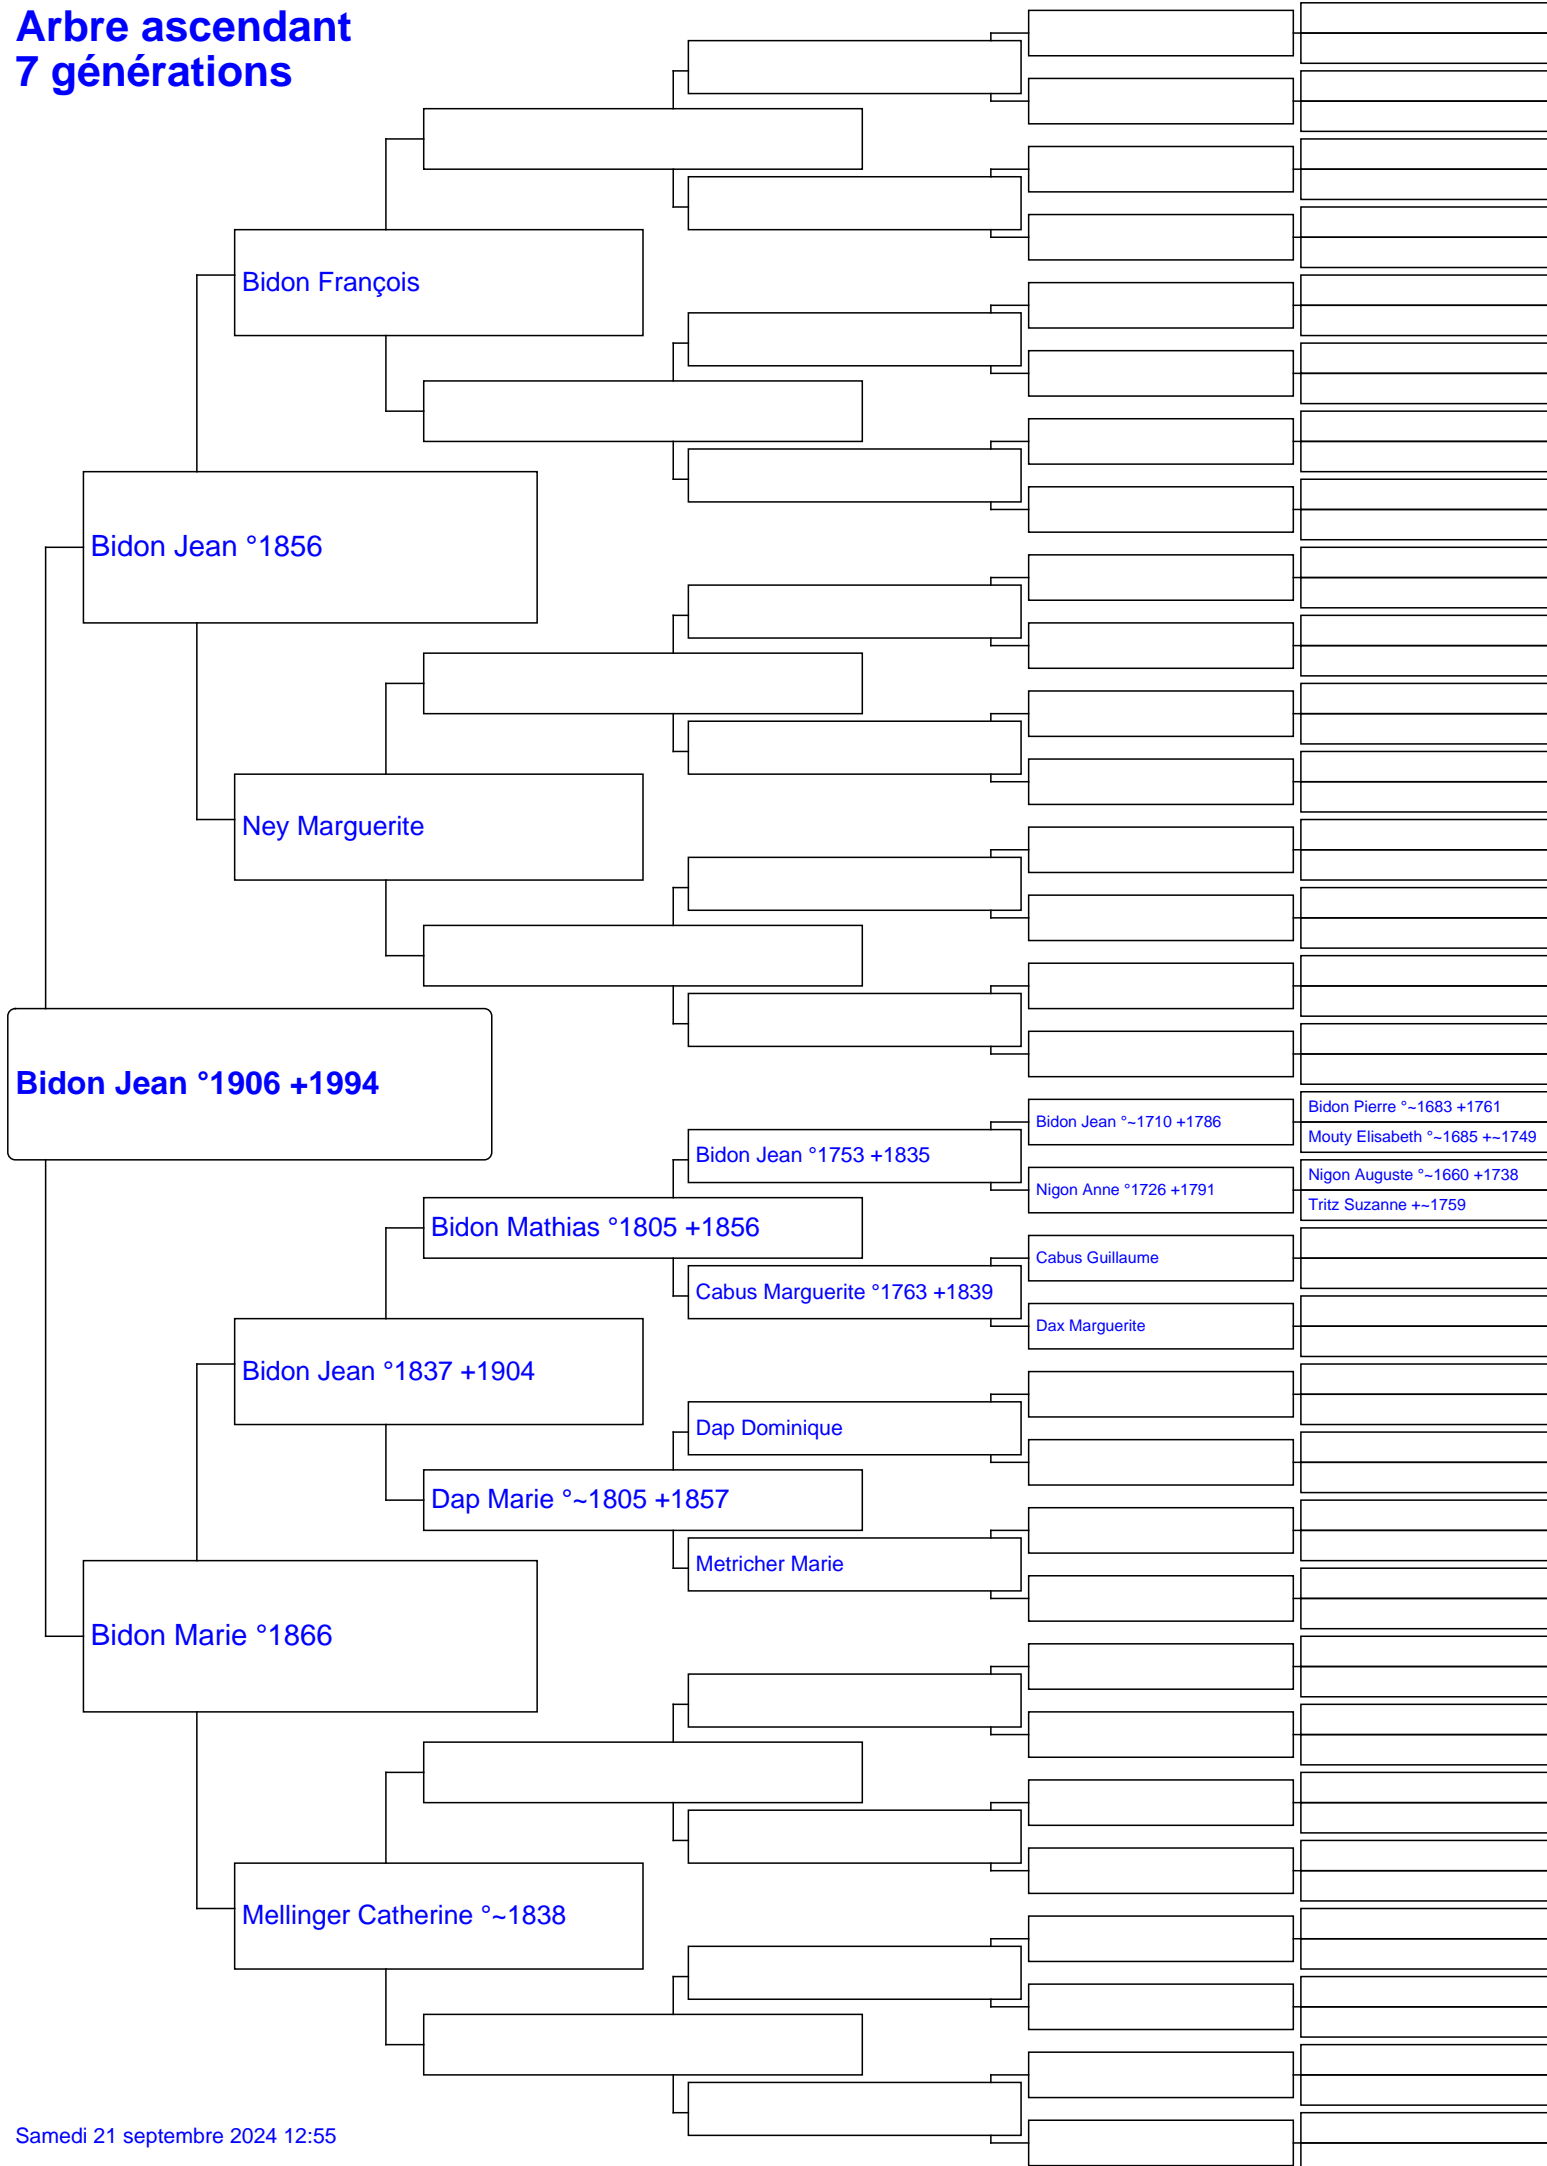 Arbre ascendant
7 générations
Bidon François
Bidon Jean °1856
Ney Marguerite
Bidon Jean °1906 +1994
Bidon Pierre °~1683 +1761
Bidon Jean °~1710 +1786
Mouty Elisabeth °~1685 +~1749
Bidon Jean °1753 +1835
Nigon Auguste °~1660 +1738
Nigon Anne °1726 +1791
Tritz Suzanne +~1759
Bidon Mathias °1805 +1856
Cabus Guillaume
Cabus Marguerite °1763 +1839
Dax Marguerite
Bidon Jean °1837 +1904
Dap Dominique
Dap Marie °~1805 +1857
Metricher Marie
Bidon Marie °1866
Mellinger Catherine °~1838
Samedi 21 septembre 2024 12:55